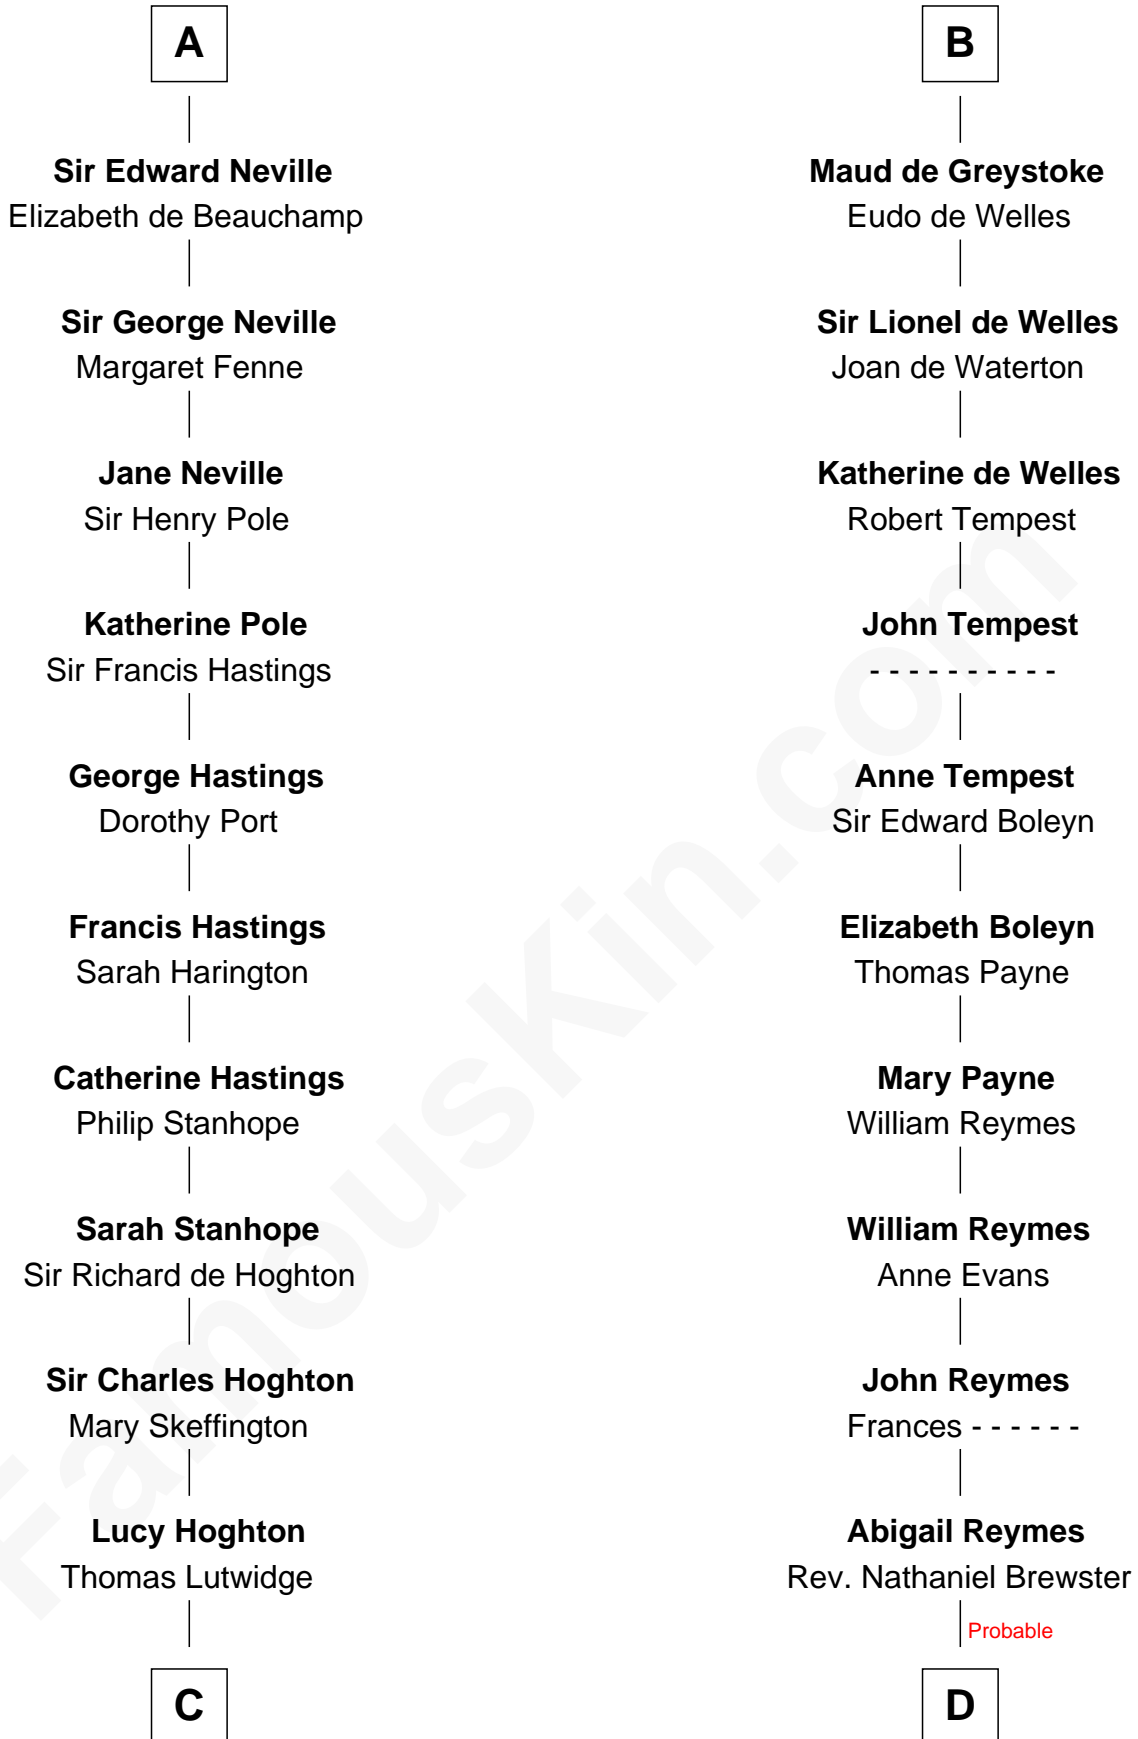 A
Sir Edward Neville
Elizabeth de Beauchamp
Sir George Neville
Margaret Fenne
Jane Neville
Sir Henry Pole
Katherine Pole
Sir Francis Hastings
George Hastings
Dorothy Port
Francis Hastings
Sarah Harington
Catherine Hastings
Philip Stanhope
Sarah Stanhope
Sir Richard de Hoghton
Sir Charles Hoghton
Mary Skeffington
Lucy Hoghton
Thomas Lutwidge
C
B
Maud de Greystoke
Eudo de Welles
Sir Lionel de Welles
Joan de Waterton
Katherine de Welles
Robert Tempest
John Tempest
- - - - - - - - - -
Anne Tempest
Sir Edward Boleyn
Elizabeth Boleyn
Thomas Payne
Mary Payne
William Reymes
William Reymes
Anne Evans
John Reymes
Frances - - - - - -
Abigail Reymes
Rev. Nathaniel Brewster
Probable
D
FamousKin.com